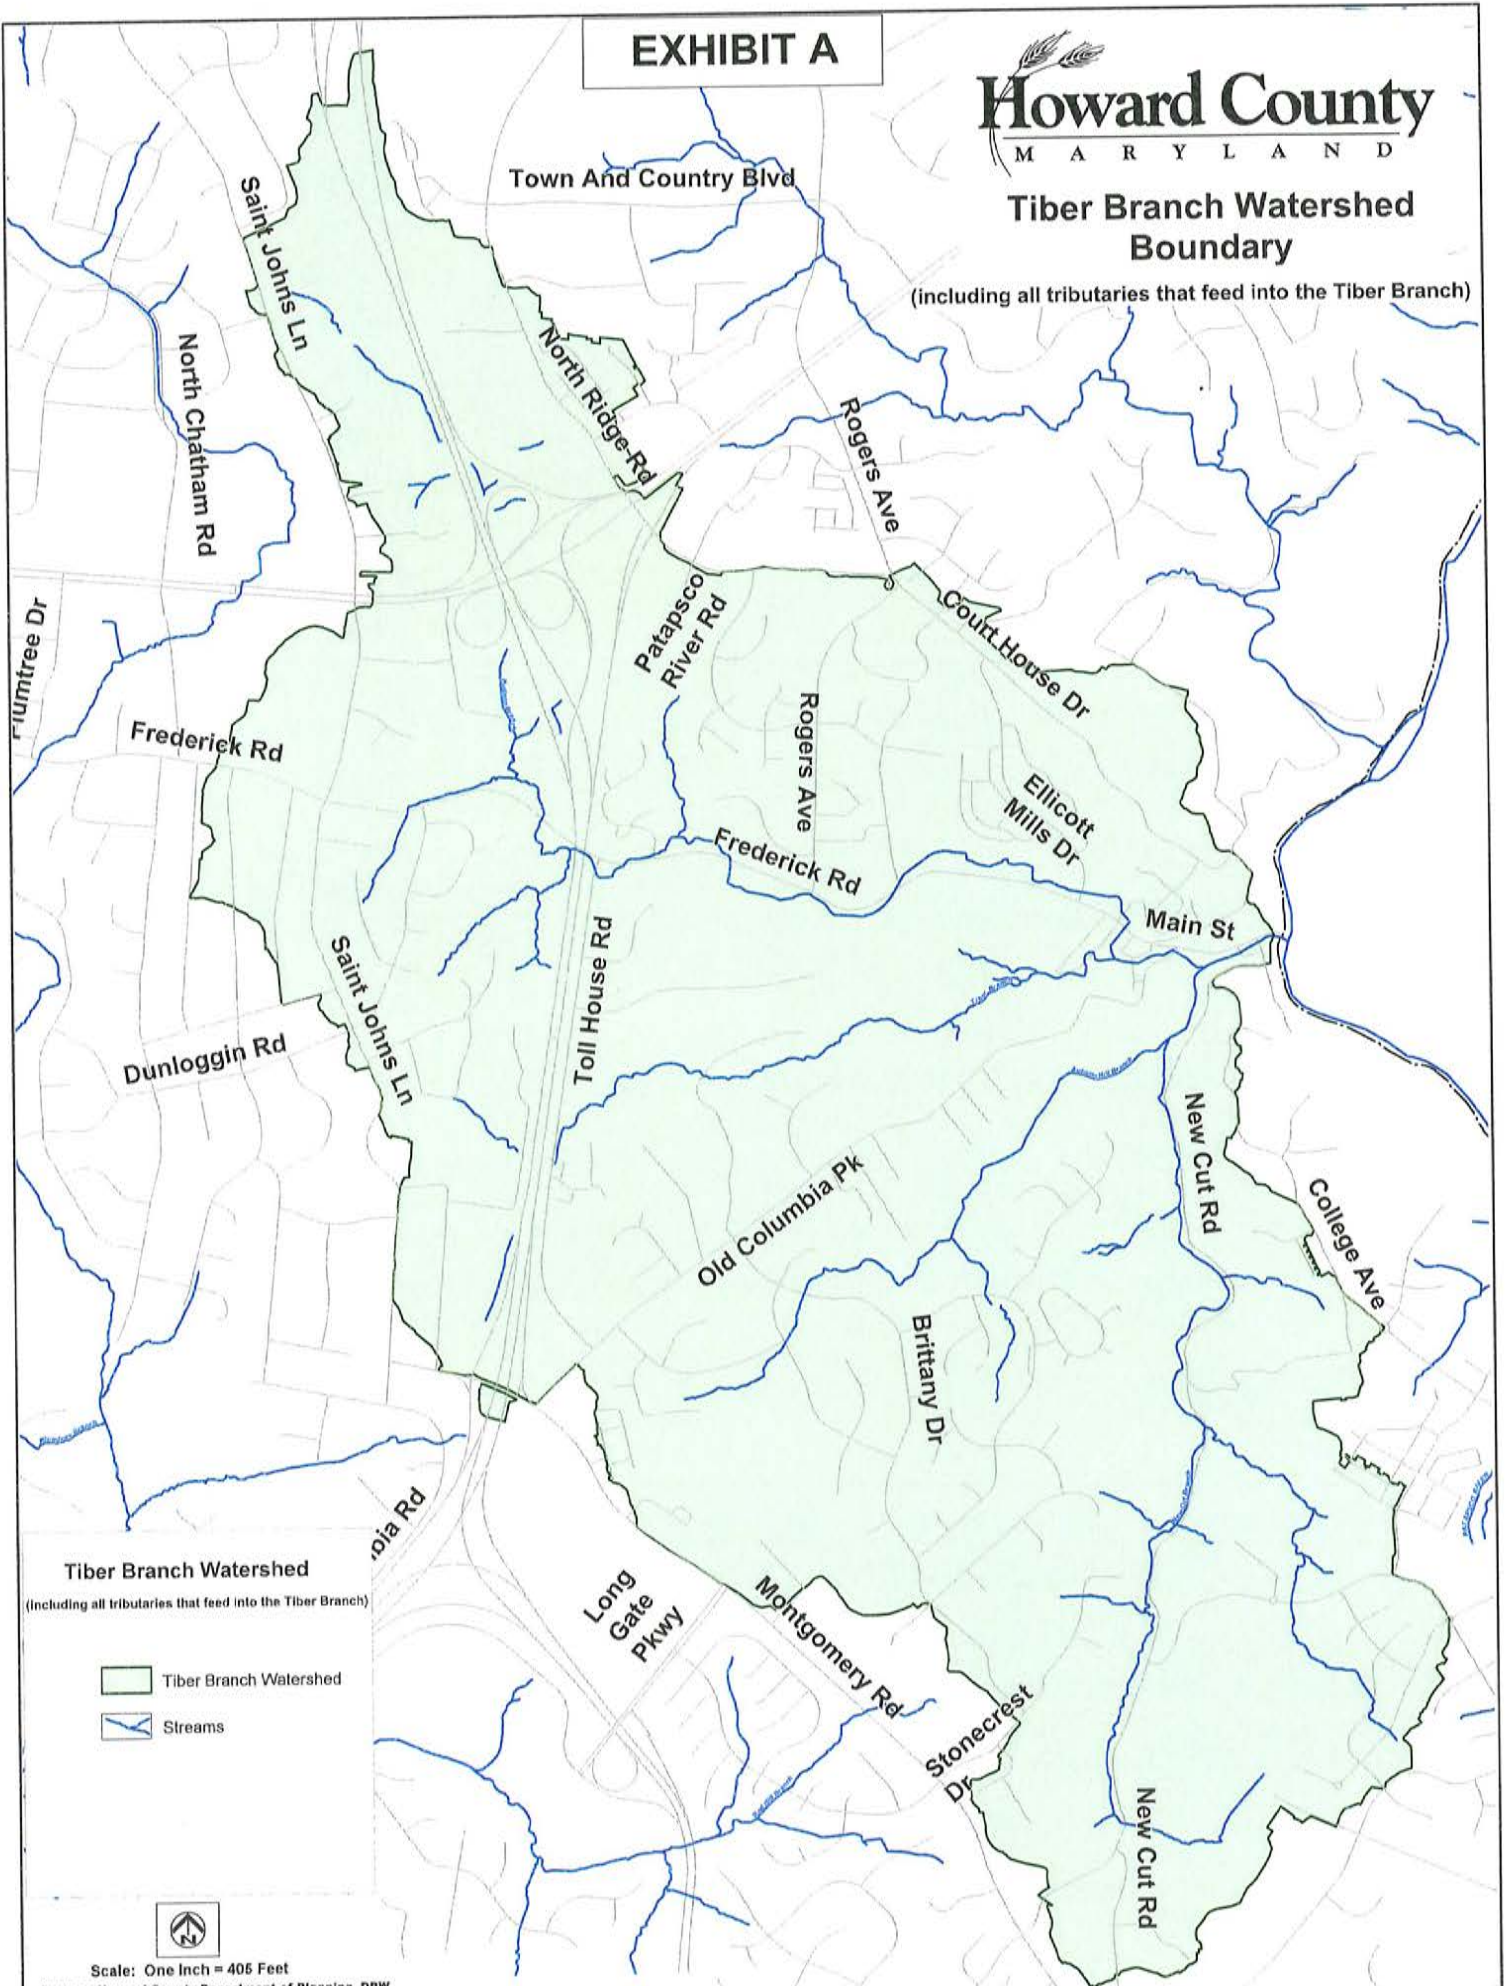 EXHIBIT A
Howard County
MARYLAND
Tiber Branch Watershed
Boundary
(including all tributaries that feed into the Tiber Branch)
Town And Country Blvd
Saint Johns Ln
North Chatham Rd
North Ridge Rd
Rogers Ave
Plumtree Dr
Patapsco
River Rd
Court House Dr
Frederick Rd
Rogers Ave
Ellicott
Mills Dr
Frederick Rd
Main St
Saint Johns Ln
Toll House Rd
Dunloggin Rd
New Cut Rd
Old Columbia Pk
College Ave
Brittany Dr
bia Rd
Long
Gate
Pkwy
Montgomery Rd
Stonecrest
Dr
New Cut Rd
Tiber Branch Watershed
(including all tributaries that feed into the Tiber Branch)
Tiber Branch Watershed
Streams
N
Scale: One Inch = 405 Feet